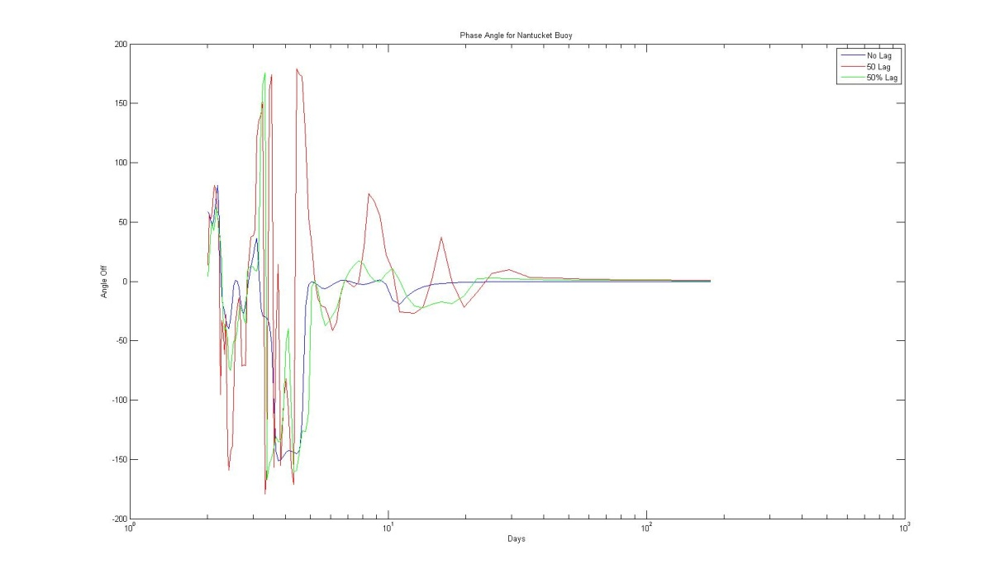 Phase Angle for Nantucket Buoy
No Lag
50 Lag
50% Lag
200
150
100
50
0
-50
-100
-150
-200
Angle Off
10^0
10^1
10^2
10^3
Days